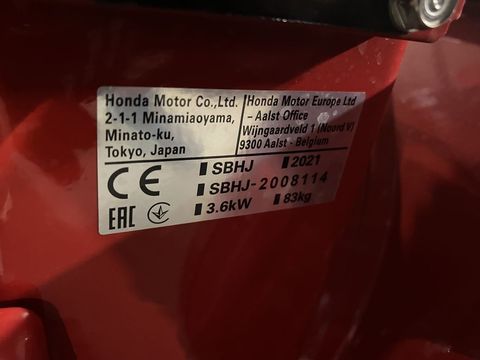 Honda Motor Co., Ltd.
2-1-1 Minamiaoyama,
Minato-ku,
Tokyo, Japan
Honda Motor Europe Ltd
- Aalst Office
Wijngaardveld 1 (Noord V)
9300 Aalst - Belgium
CE
SBHJ 2021
SBHJ-2008114
EAC
3.6kW 83kg